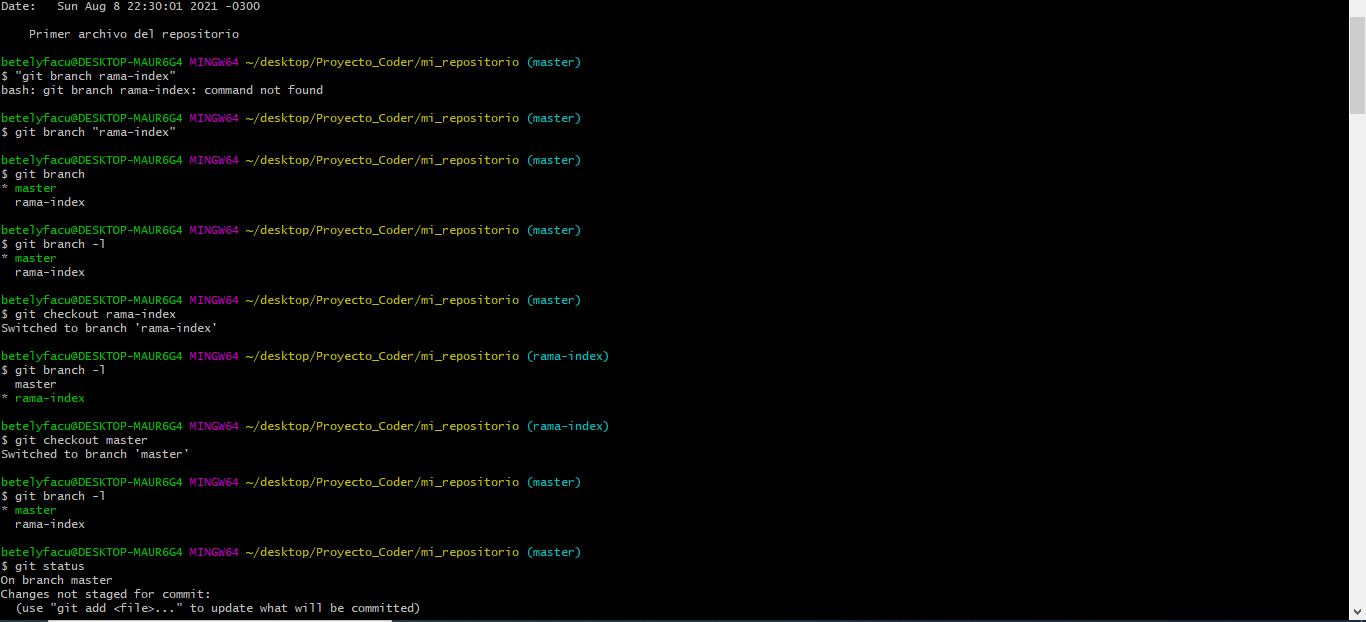 Date:   Sun Aug 8 22:30:01 2021 -0300
    Primer archivo del repositorio
betelyfacu@DESKTOP-MAUR6G4 MINGW64 ~/desktop/Proyecto_Coder/mi_repositorio (master)
$ "git branch rama-index"
bash: git branch rama-index: command not found
betelyfacu@DESKTOP-MAUR6G4 MINGW64 ~/desktop/Proyecto_Coder/mi_repositorio (master)
$ git branch "rama-index"
betelyfacu@DESKTOP-MAUR6G4 MINGW64 ~/desktop/Proyecto_Coder/mi_repositorio (master)
$ git branch
* master
  rama-index
betelyfacu@DESKTOP-MAUR6G4 MINGW64 ~/desktop/Proyecto_Coder/mi_repositorio (master)
$ git branch -l
* master
  rama-index
betelyfacu@DESKTOP-MAUR6G4 MINGW64 ~/desktop/Proyecto_Coder/mi_repositorio (master)
$ git checkout rama-index
Switched to branch 'rama-index'
betelyfacu@DESKTOP-MAUR6G4 MINGW64 ~/desktop/Proyecto_Coder/mi_repositorio (rama-index)
$ git branch -l
  master
* rama-index
betelyfacu@DESKTOP-MAUR6G4 MINGW64 ~/desktop/Proyecto_Coder/mi_repositorio (rama-index)
$ git checkout master
Switched to branch 'master'
betelyfacu@DESKTOP-MAUR6G4 MINGW64 ~/desktop/Proyecto_Coder/mi_repositorio (master)
$ git branch -l
* master
  rama-index
betelyfacu@DESKTOP-MAUR6G4 MINGW64 ~/desktop/Proyecto_Coder/mi_repositorio (master)
$ git status
On branch master
Changes not staged for commit:
  (use "git add <file>..." to update what will be committed)